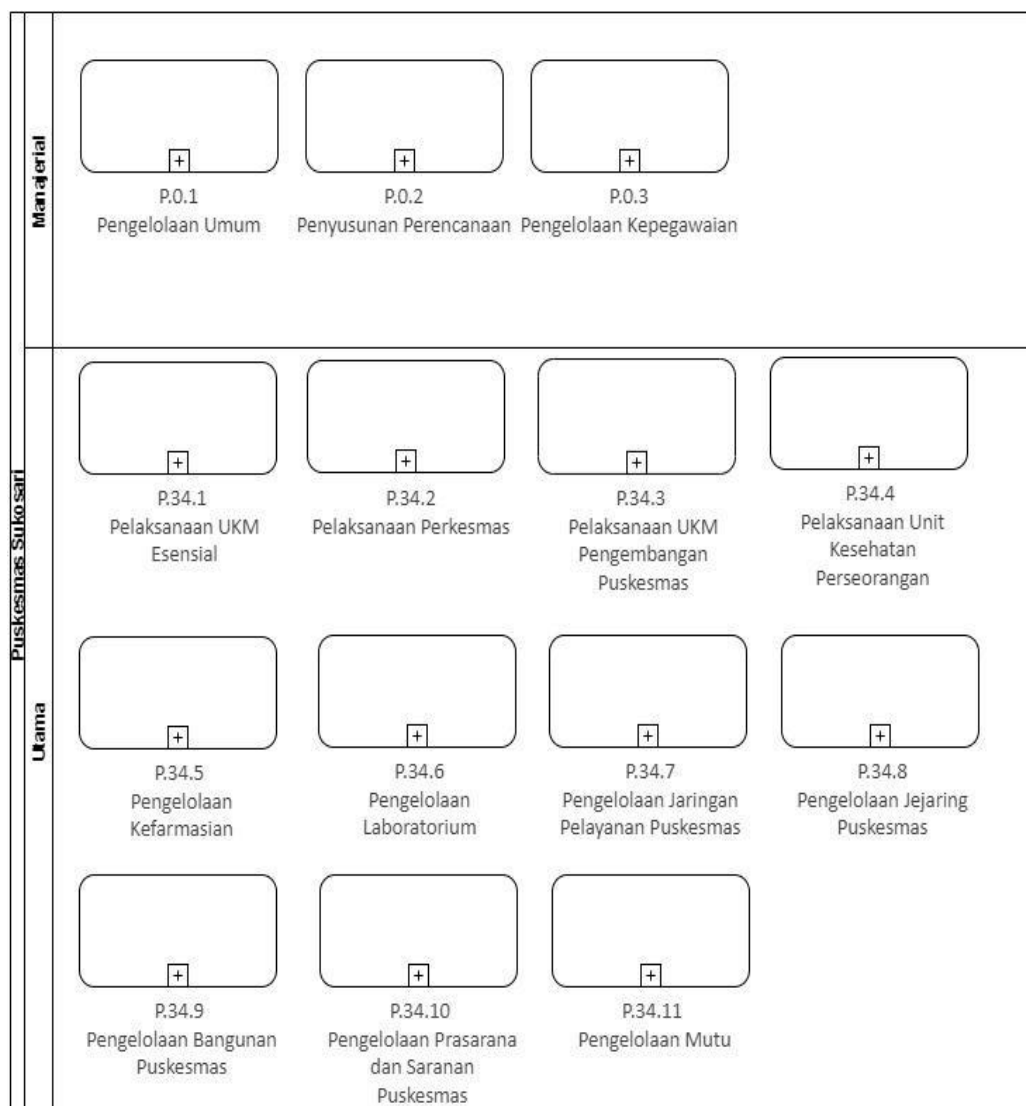 Puskesmas Sukosari
Manajerial
P.0.1
Pengelolaan Umum
P.0.2
Penyusunan Perencanaan
P.0.3
Pengelolaan Kepegawaian
Utama
P.34.1
Pelaksanaan UKM
Esensial
P.34.2
Pelaksanaan Perkesmas
P.34.3
Pelaksanaan UKM
Pengembangan
Puskesmas
P.34.4
Pelaksanaan Unit
Kesehatan
Perseorangan
P.34.5
Pengelolaan
Kefarmasian
P.34.6
Pengelolaan
Laboratorium
P.34.7
Pengelolaan Jaringan
Pelayanan Puskesmas
P.34.8
Pengelolaan Jejaring
Puskesmas
P.34.9
Pengelolaan Bangunan
Puskesmas
P.34.10
Pengelolaan Prasarana
dan Saranan
Puskesmas
P.34.11
Pengelolaan Mutu